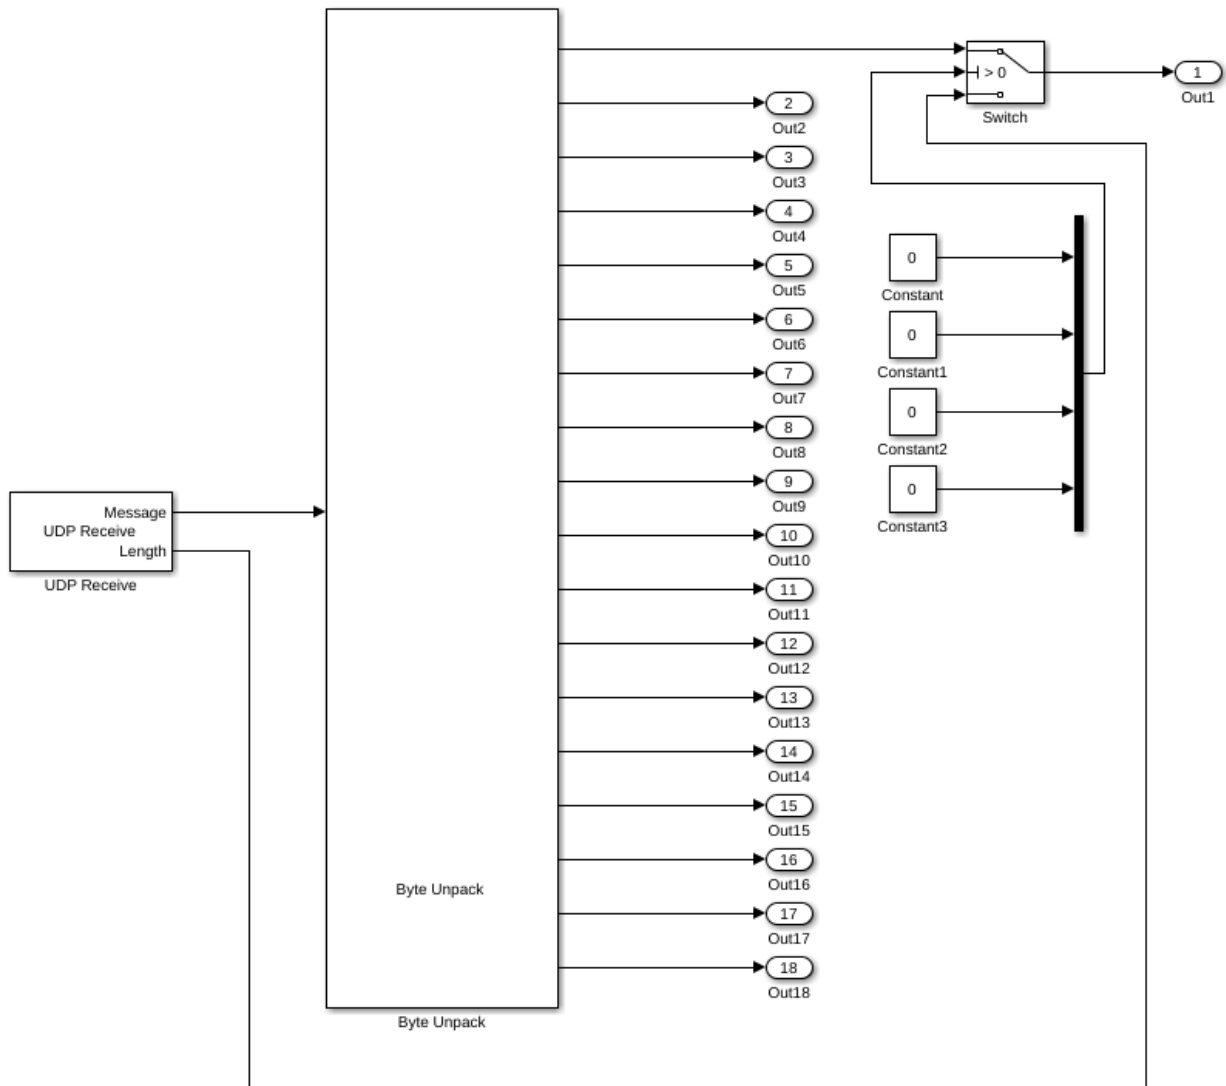 > 0
Switch
1
Out1
2
Out2
3
Out3
4
Out4
5
Out5
6
Out6
7
Out7
8
Out8
9
Out9
10
Out10
11
Out11
12
Out12
13
Out13
14
Out14
15
Out15
16
Out16
17
Out17
18
Out18
0
Constant
0
Constant1
0
Constant2
0
Constant3
Message
UDP Receive
Length
UDP Receive
Byte Unpack
Byte Unpack